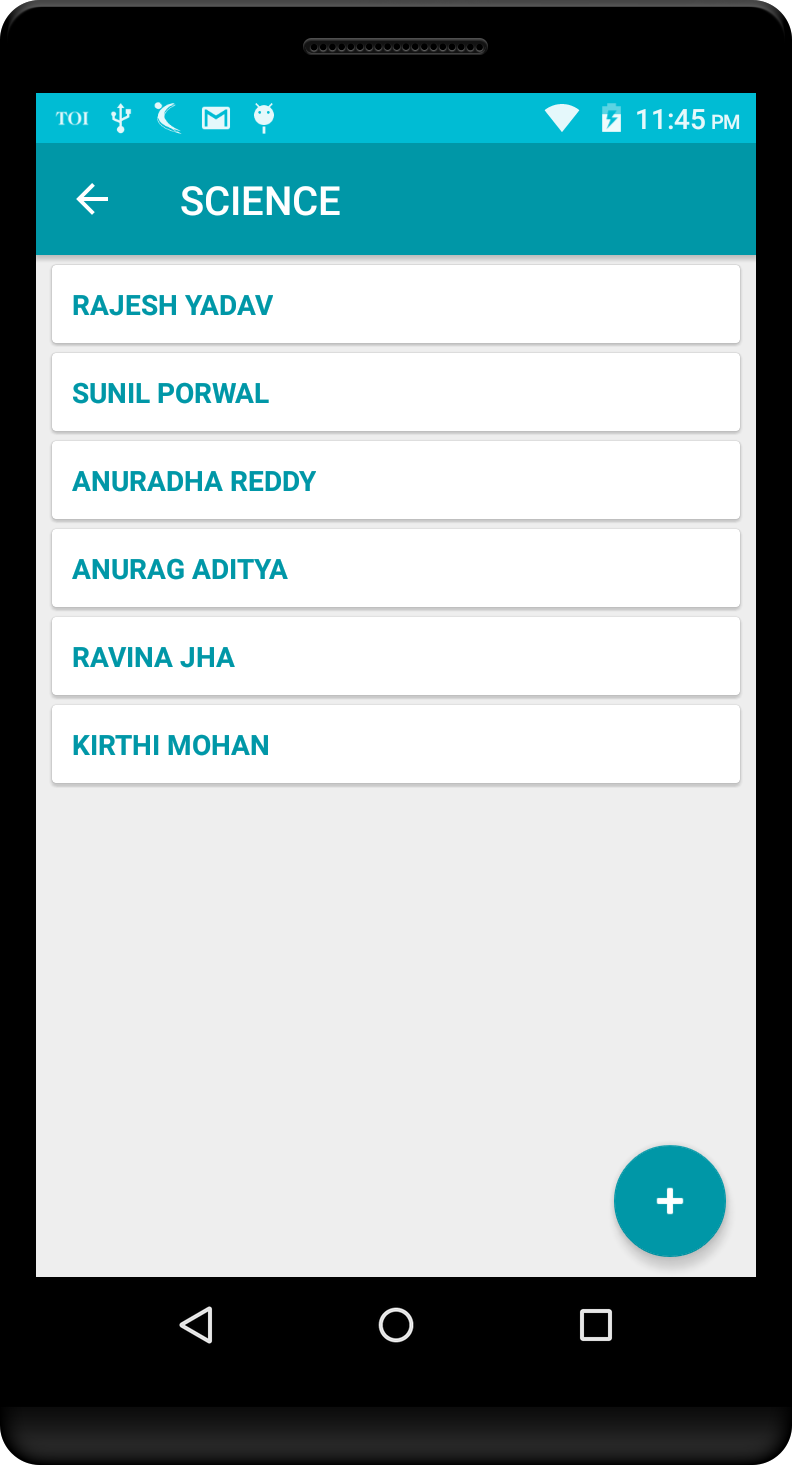 TOI 11:45 PM
SCIENCE
RAJESH YADAV
SUNIL PORWAL
ANURADHA REDDY
ANURAG ADITYA
RAVINA JHA
KIRTHI MOHAN